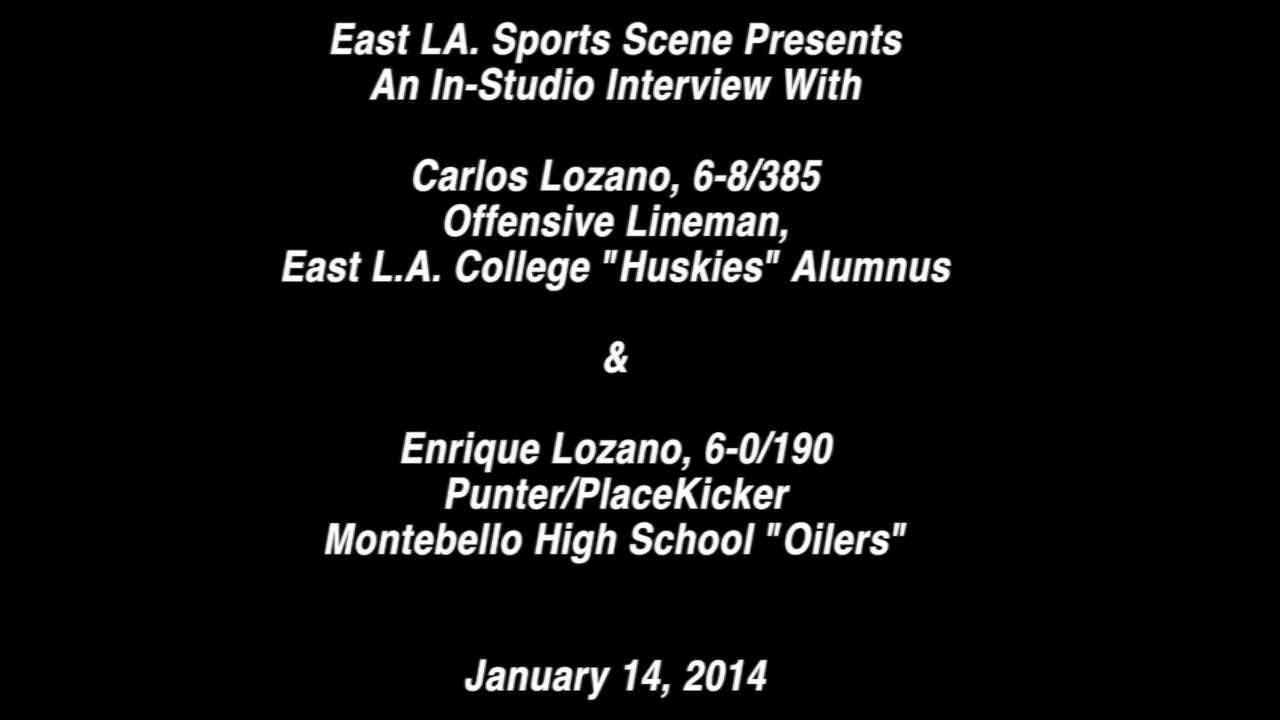 East LA. Sports Scene Presents
An In-Studio Interview With
Carlos Lozano, 6-8/385
Offensive Lineman,
East L.A. College "Huskies" Alumnus
&
Enrique Lozano, 6-0/190
Punter/PlaceKicker
Montebello High School "Oilers"
January 14, 2014